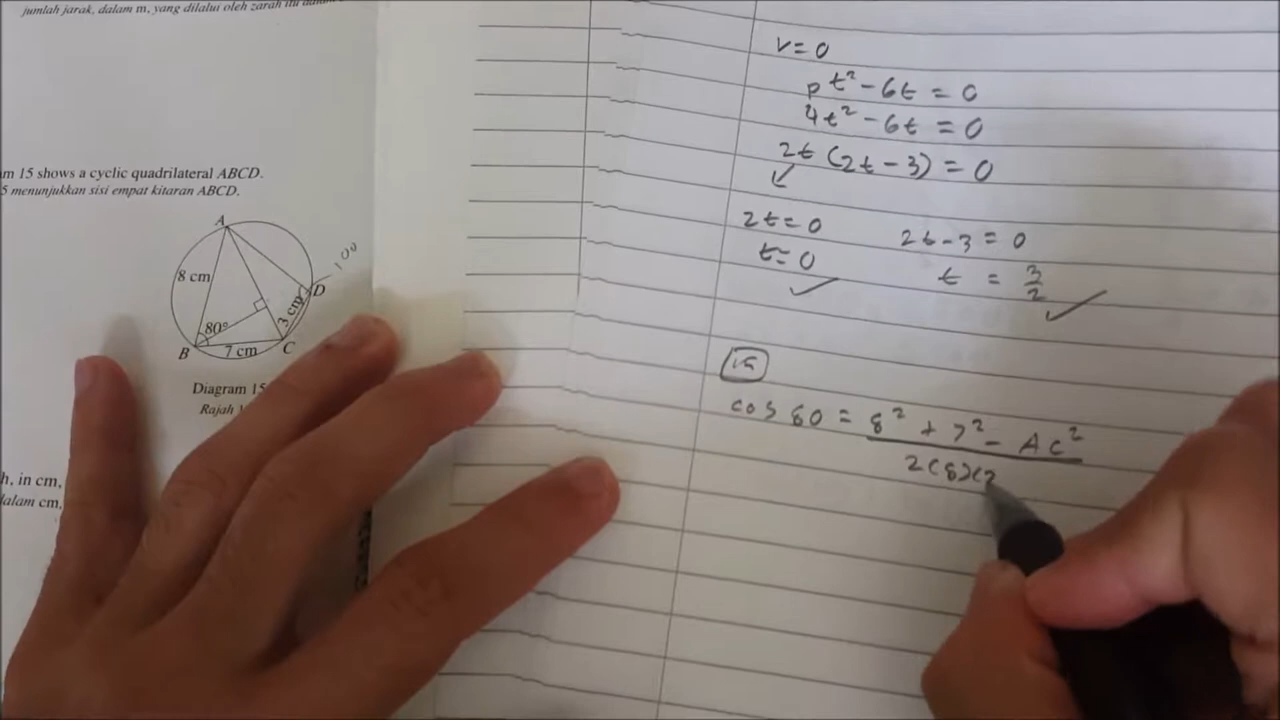 jumlah jarak, dalam m, yang dilalui oleh zarah itu
m 15 shows a cyclic quadrilateral ABCD.
5 menunjukkan sisi empat kitaran ABCD.
A
100
8 cm
D
3 cm
80°
B
7 cm
C
Diagram 15
Rajah
h, in cm,
dalam cm,
v = 0
pt² - 6t = 0
4t² - 6t = 0
2t (2t - 3) = 0
2t = 0 2t - 3 = 0
t = 0 t = 3/2
15
cos 80 = 8² + 7² - AC²
2(8)(7